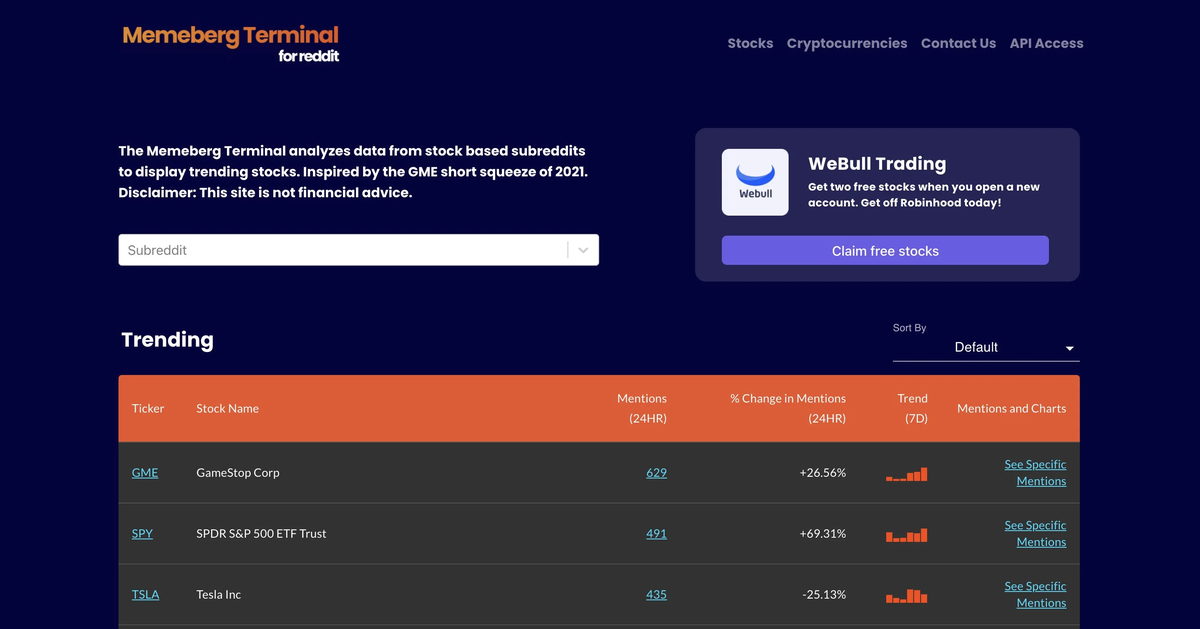 Memeberg Terminal
for reddit
Stocks Cryptocurrencies Contact Us API Access
The Memeberg Terminal analyzes data from stock based subreddits
to display trending stocks. Inspired by the GME short squeeze of 2021.
Disclaimer: This site is not financial advice.
Subreddit
Webull
WeBull Trading
Get two free stocks when you open a new
account. Get off Robinhood today!
Claim free stocks
Trending
Sort By
Default
Ticker Stock Name Mentions (24HR) % Change in Mentions (24HR) Trend (7D) Mentions and Charts
GME GameStop Corp 629 +26.56% See Specific Mentions
SPY SPDR S&P 500 ETF Trust 491 +69.31% See Specific Mentions
TSLA Tesla Inc 435 -25.13% See Specific Mentions